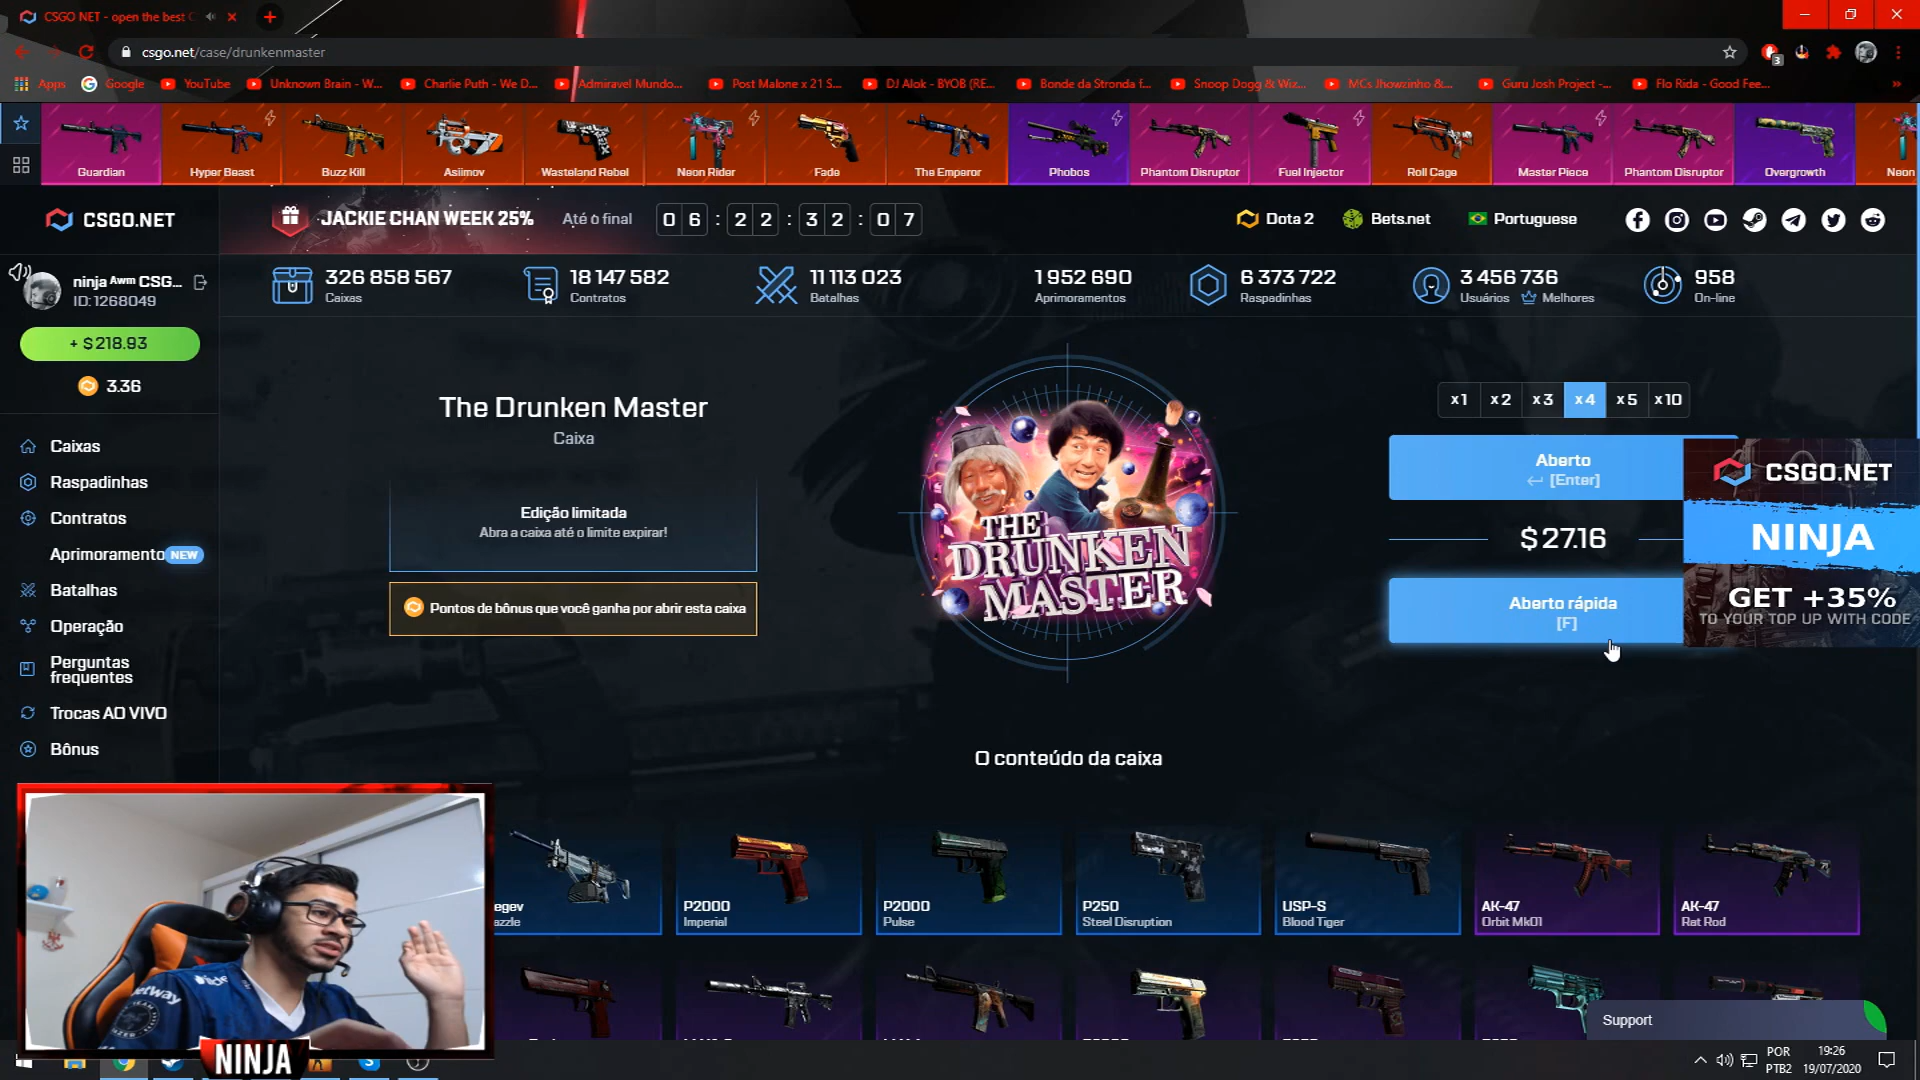 CSGO NET - open the best C
csgo.net/case/drunkenmaster
3
Apps
Google
YouTube
Unknown Brain - W...
Charlie Puth - We D...
Admiravel Mundo...
Post Malone x 21 S...
DJ Alok - BYOB (RE...
Bonde da Stronda f...
Snoop Dogg & Wiz...
MCs Jhowzinho &...
Guru Josh Project -...
Flo Rida - Good Fee...
Guardian
Hyper Beast
Buzz Kill
Asiimov
Wasteland Rebel
Neon Rider
Fade
The Emperor
Phobos
Phantom Disruptor
Fuel Injector
Roll Cage
Master Piece
Phantom Disruptor
Overgrowth
Neon
CSGO.NET
JACKIE CHAN WEEK 25%
Até o final
06:22:32:07
Dota 2
Bets.net
Portuguese
ninja ᴬʷᵐ CSG...
ID:1268049
326 858 567
Caixas
18 147 582
Contratos
11 113 023
Batalhas
1 952 690
Aprimoramentos
6 373 722
Raspadinhas
3 456 736
Usuários
Melhores
958
On-line
+ $218.93
3.36
Caixas
Raspadinhas
Contratos
Aprimoramento NEW
Batalhas
Operação
Perguntas
frequentes
Trocas AO VIVO
Bônus
The Drunken Master
Caixa
Edição limitada
Abra a caixa até o limite expirar!
Pontos de bônus que você ganha por abrir esta caixa
THE
DRUNKEN
MASTER
x1
x2
x3
x4
x5
x10
Aberto
[Enter]
$27.16
Aberto rápida
[F]
CSGO.NET
NINJA
GET +35%
TO YOUR TOP UP WITH CODE
O conteúdo da caixa
egev
azzle
P2000
Imperial
P2000
Pulse
P250
Steel Disruption
USP-S
Blood Tiger
AK-47
Orbit Mk01
AK-47
Rat Rod
Support
betway
NINJA
POR
PTB2
19:26
19/07/2020